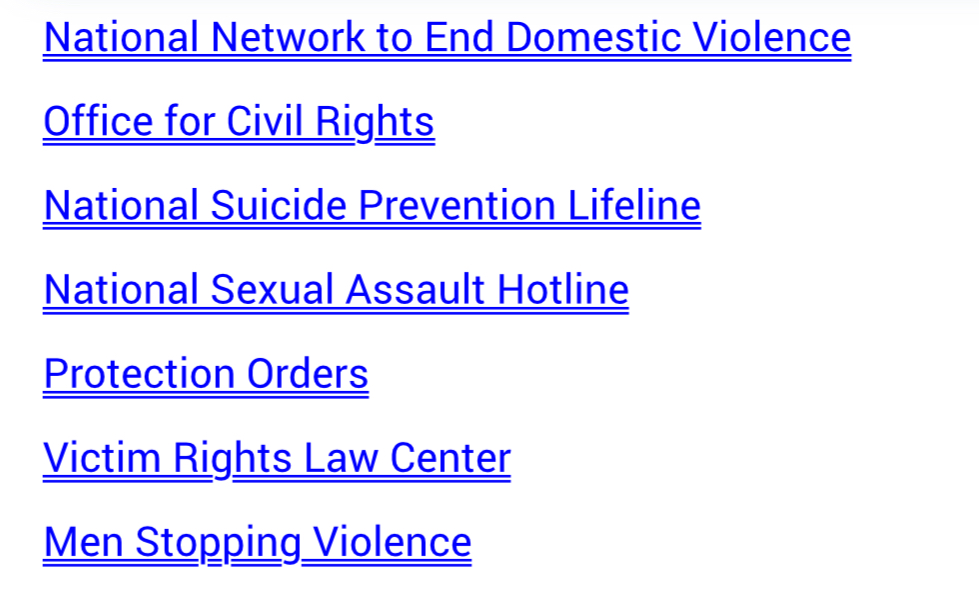 National Network to End Domestic Violence
Office for Civil Rights
National Suicide Prevention Lifeline
National Sexual Assault Hotline
Protection Orders
Victim Rights Law Center
Men Stopping Violence